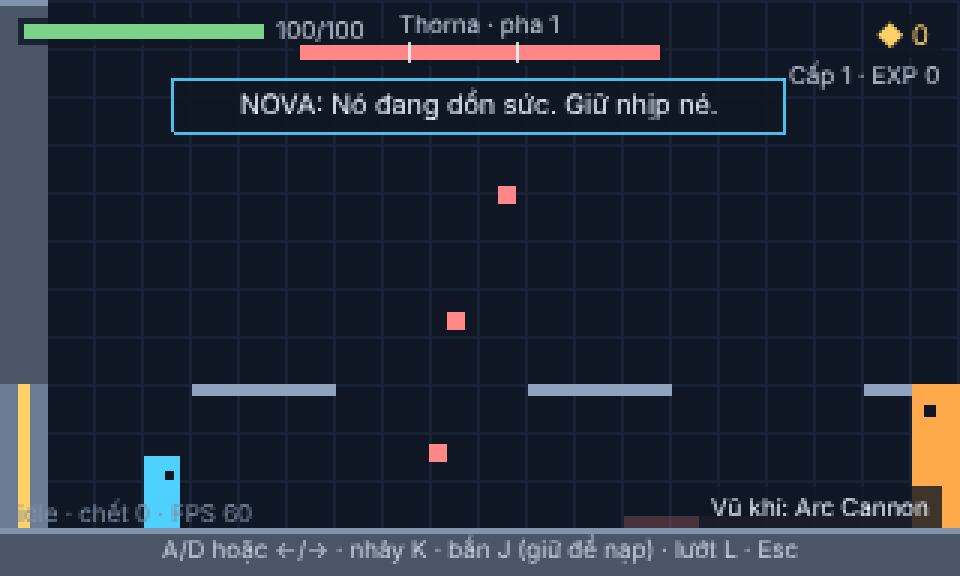 100/100
Thorna · pha 1
0
Cấp 1 · EXP 0
NOVA: Nó đang dồn sức. Giữ nhịp né.
idle · chết 0 · FPS 60
Vũ khí: Arc Cannon
A/D hoặc ←/→ · nhảy K · bắn J (giữ để nạp) · lướt L · Esc